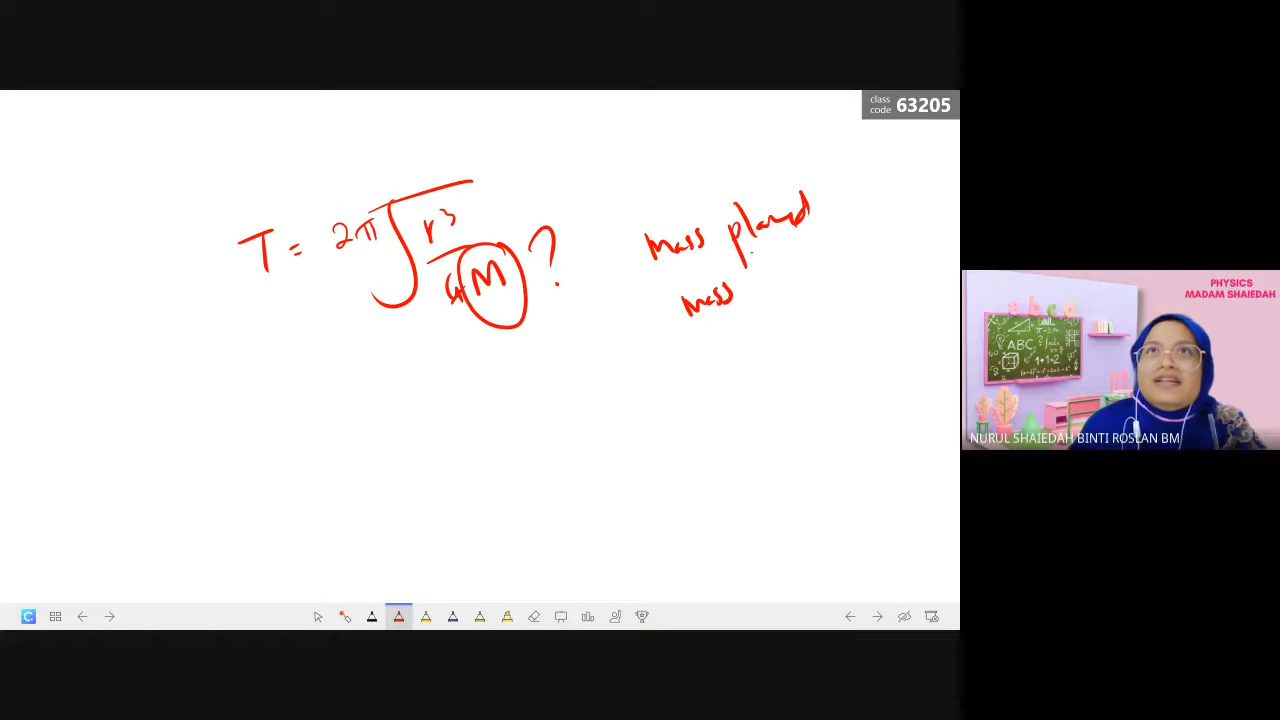 class code 63205
T = 2π √(r³ / GM) ?
Mass planet
Mass
PHYSICS
MADAM SHAIEDAH
a b c d
ABC
1+1=2
NURUL SHAIEDAH BINTI ROSLAN BM